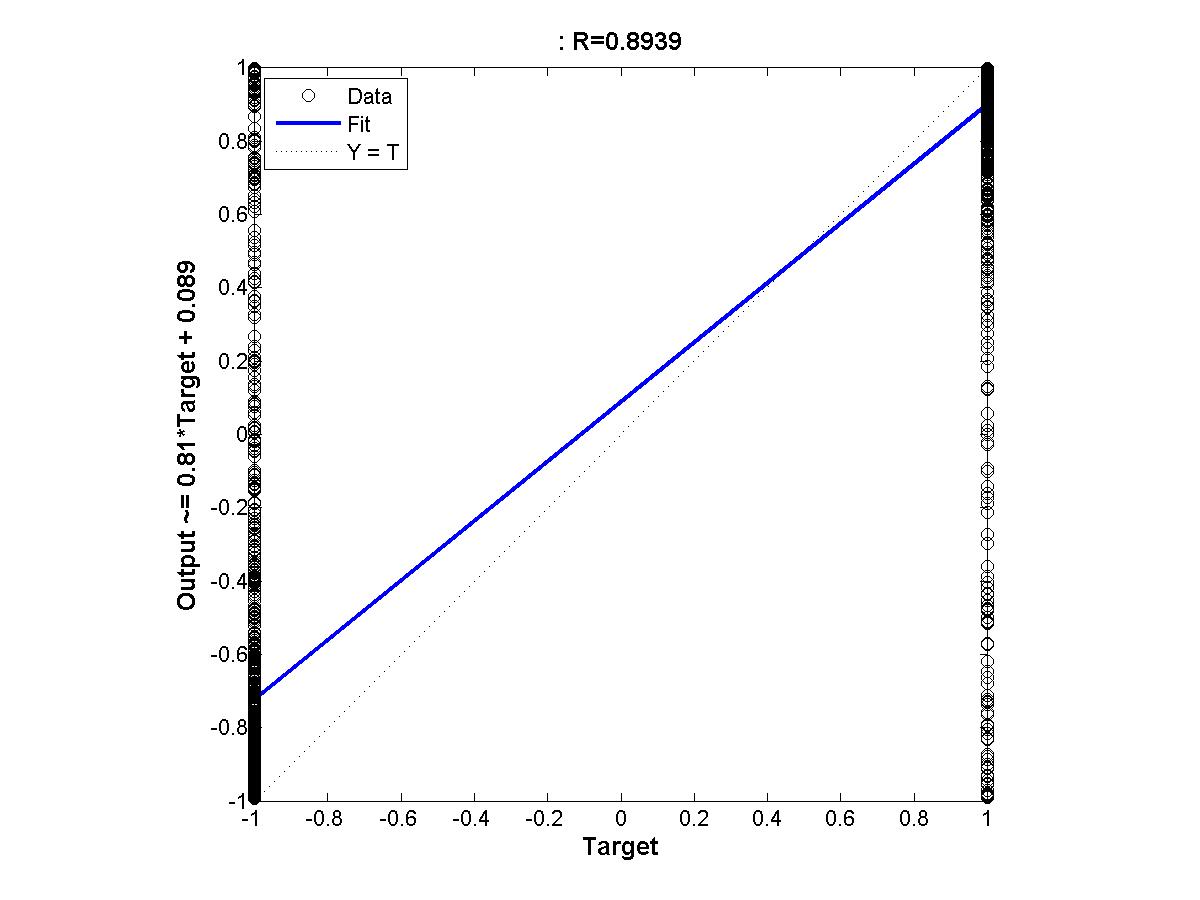 : R=0.8939
1
0.8
0.6
0.4
0.2
0
-0.2
-0.4
-0.6
-0.8
-1
Output ~= 0.81*Target + 0.089
Data
Fit
Y = T
-1 -0.8 -0.6 -0.4 -0.2 0 0.2 0.4 0.6 0.8 1
Target